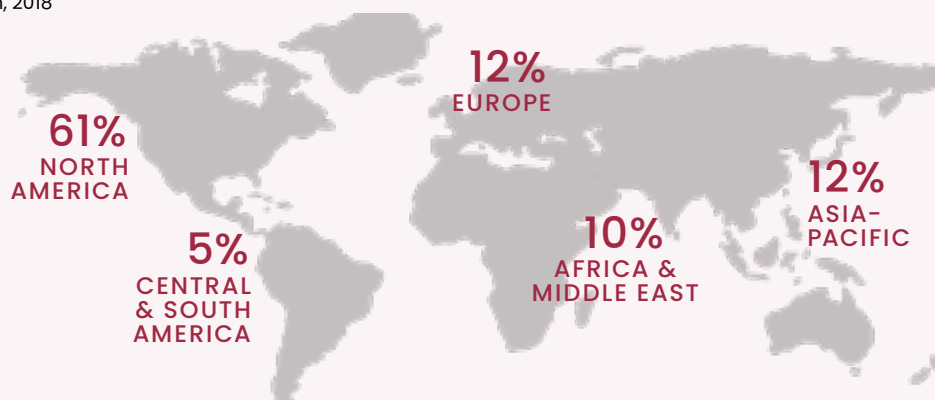 2018
12%
EUROPE
61%
NORTH
AMERICA
12%
ASIA-
PACIFIC
5%
CENTRAL
& SOUTH
AMERICA
10%
AFRICA &
MIDDLE EAST